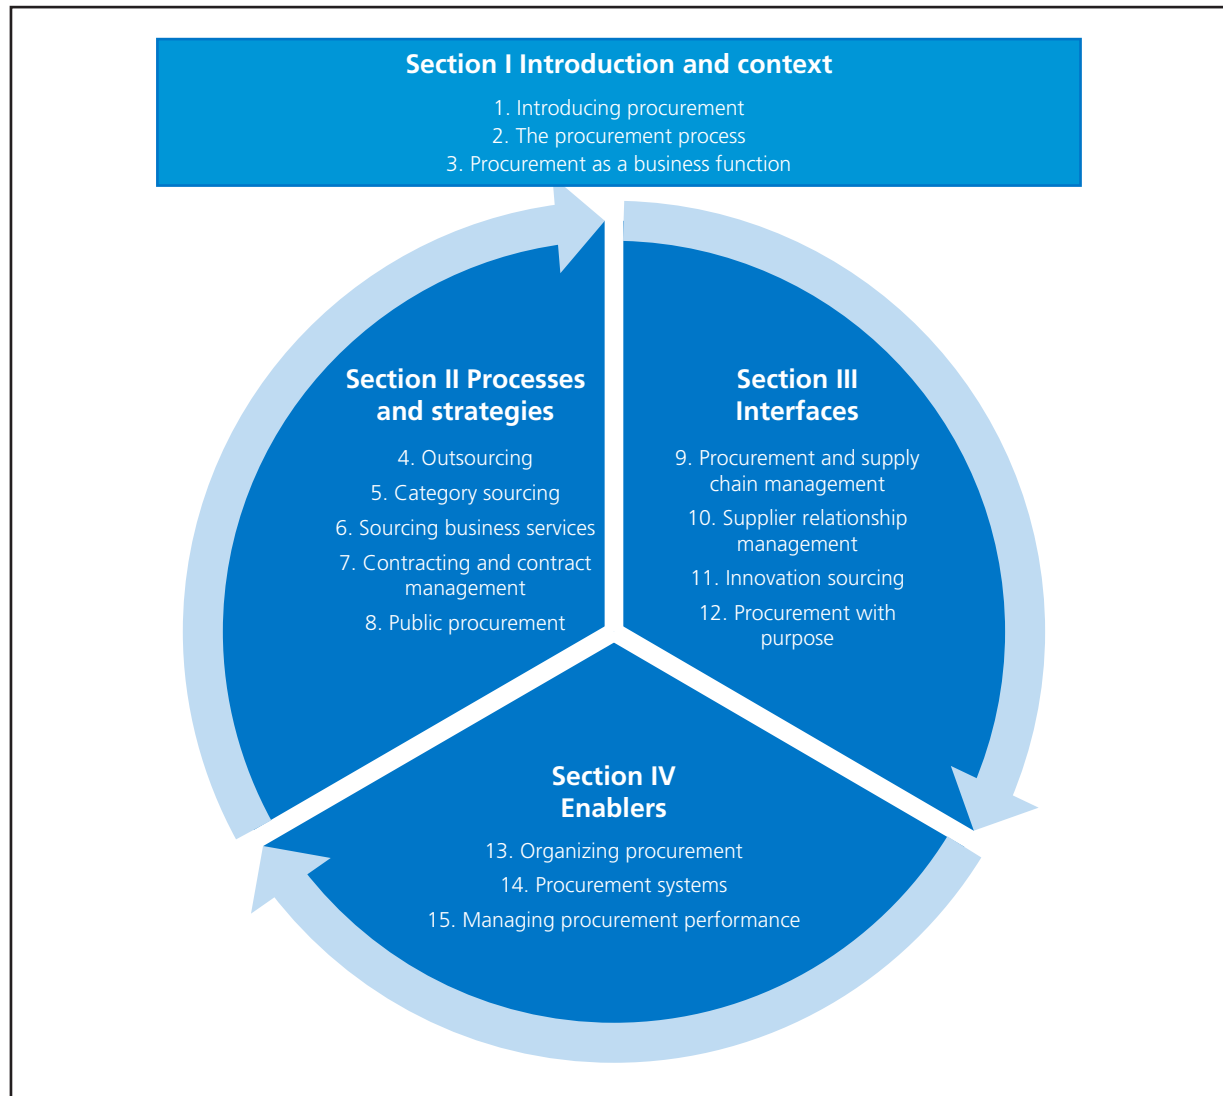 Section I Introduction and context
1. Introducing procurement
2. The procurement process
3. Procurement as a business function
Section II Processes
and strategies
4. Outsourcing
5. Category sourcing
6. Sourcing business services
7. Contracting and contract
management
8. Public procurement
Section III
Interfaces
9. Procurement and supply
chain management
10. Supplier relationship
management
11. Innovation sourcing
12. Procurement with
purpose
Section IV
Enablers
13. Organizing procurement
14. Procurement systems
15. Managing procurement performance